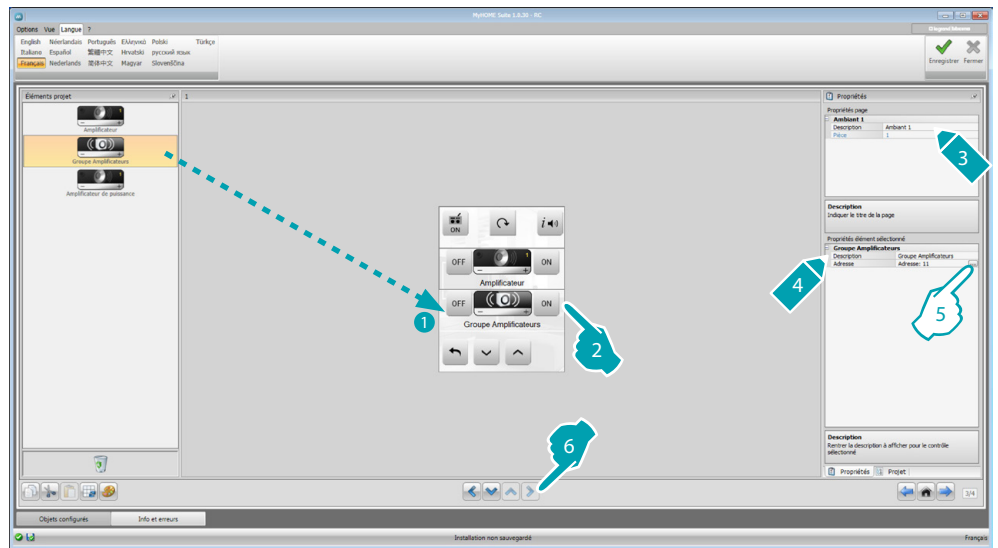 MyHOME Suite 1.0.20 - RC
Options Vue Langue ?
English Néerlandais Português Ελληνικά Polski Türkçe
Italiano Español 繁體中文 Hrvatski русский язык
Français Nederlands 简体中文 Magyar Slovenščina
Enregistrer Fermer
Éléments projet
1
Amplificateur
Groupe Amplificateurs
Amplificateur de puissance
ON
i
OFF
ON
Amplificateur
OFF
ON
Groupe Amplificateurs
1
2
3
4
5
6
Propriétés
Propriétés page
Ambiant 1
Description Ambiant 1
Pièce 1
Description
Indiquer le titre de la page
Propriétés élément sélectionné
Groupe Amplificateurs
Description Groupe Amplificateurs
Adresse Adresse: 11 ...
Description
Rentrer la description à afficher pour le contrôle
sélectionné
Propriétés Projet
3/4
Objets configurés Info et erreurs
Installation non sauvegardé
Français